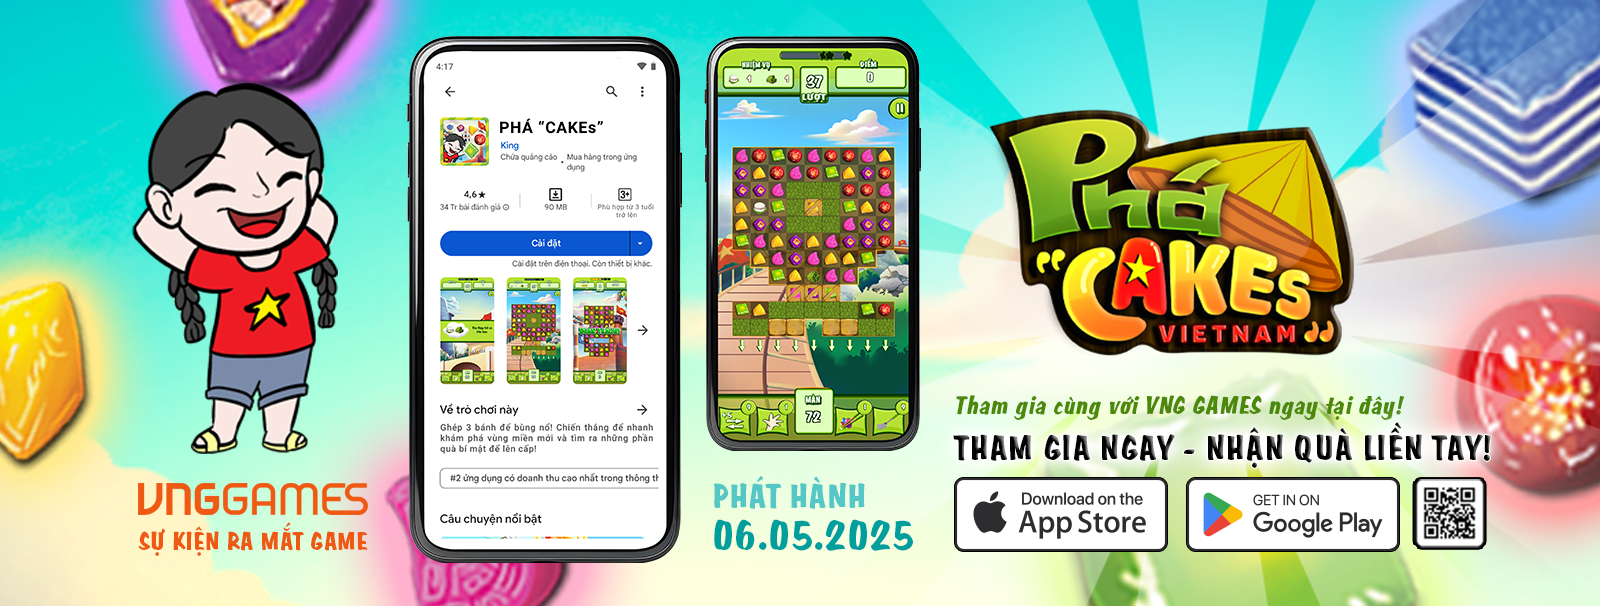 VNGGAMES
SỰ KIỆN RA MẮT GAME
4:17
PHÁ “CAKEs”
King
Chứa quảng cáo . Mua hàng trong ứng
dụng
4,6★
34 Tr bài đánh giá
90 MB
3+
Phù hợp từ 3 tuổi
trở lên
Cài đặt
Cài đặt trên điện thoại. Còn thiết bị khác.
Về trò chơi này
Ghép 3 bánh để bùng nổ! Chiến thắng để nhanh
khám phá vùng miền mới và tìm ra những phần
quà bí mật để lên cấp!
#2 ứng dụng có doanh thu cao nhất trong thông th
Câu chuyện nổi bật
NHIỆM VỤ
1
1
37
LƯỢT
ĐIỂM
0
MÀN
72
PHÁT HÀNH
06.05.2025
Phá
“CAKEs
VIETNAM
Tham gia cùng với VNG GAMES ngay tại đây!
THAM GIA NGAY - NHẬN QUÀ LIỀN TAY!
Download on the
App Store
GET IN ON
Google Play